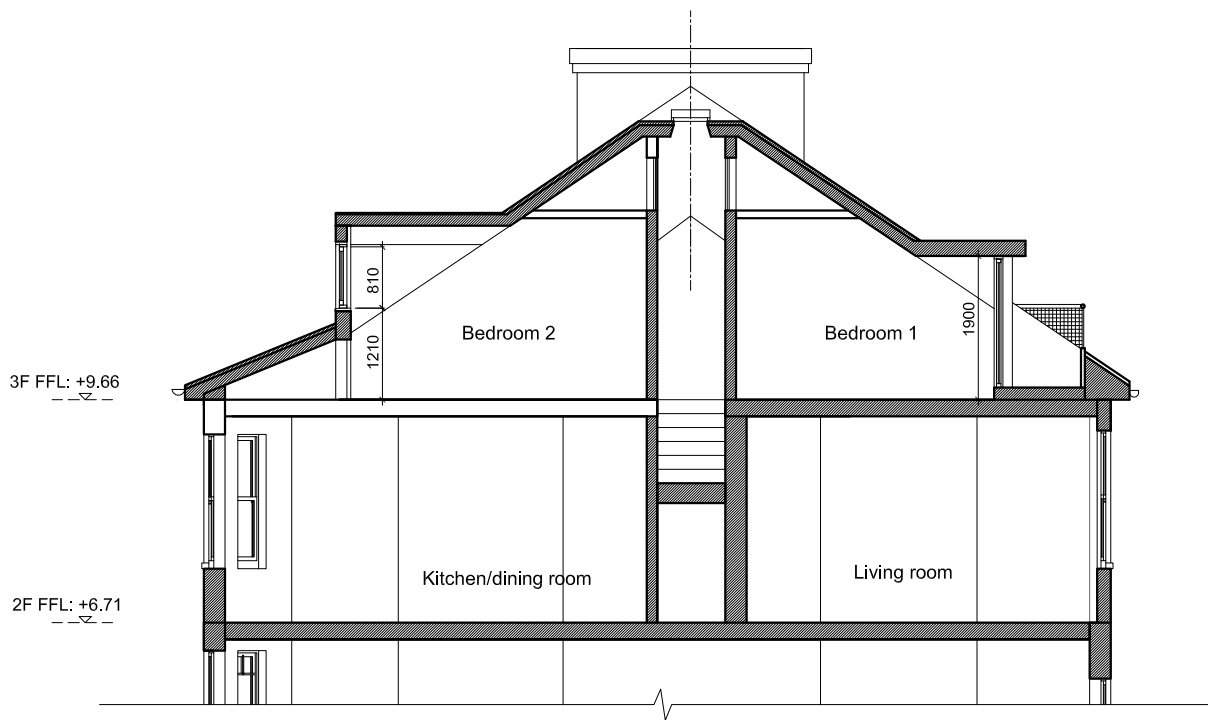 810
1210
Bedroom 2
Bedroom 1
1900
3F FFL: +9.66
Kitchen/dining room
Living room
2F FFL: +6.71